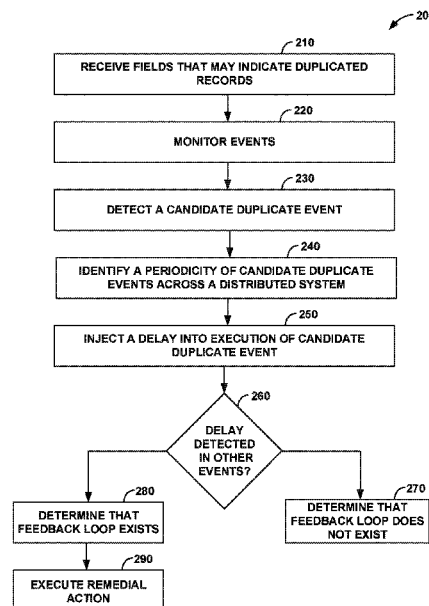 20
210
RECEIVE FIELDS THAT MAY INDICATE DUPLICATED
RECORDS
220
MONITOR EVENTS
230
DETECT A CANDIDATE DUPLICATE EVENT
240
IDENTIFY A PERIODICITY OF CANDIDATE DUPLICATE
EVENTS ACROSS A DISTRIBUTED SYSTEM
250
INJECT A DELAY INTO EXECUTION OF CANDIDATE
DUPLICATE EVENT
260
DELAY
DETECTED
IN OTHER
EVENTS?
280
DETERMINE THAT
FEEDBACK LOOP EXISTS
270
DETERMINE THAT
FEEDBACK LOOP DOES
NOT EXIST
290
EXECUTE REMEDIAL
ACTION